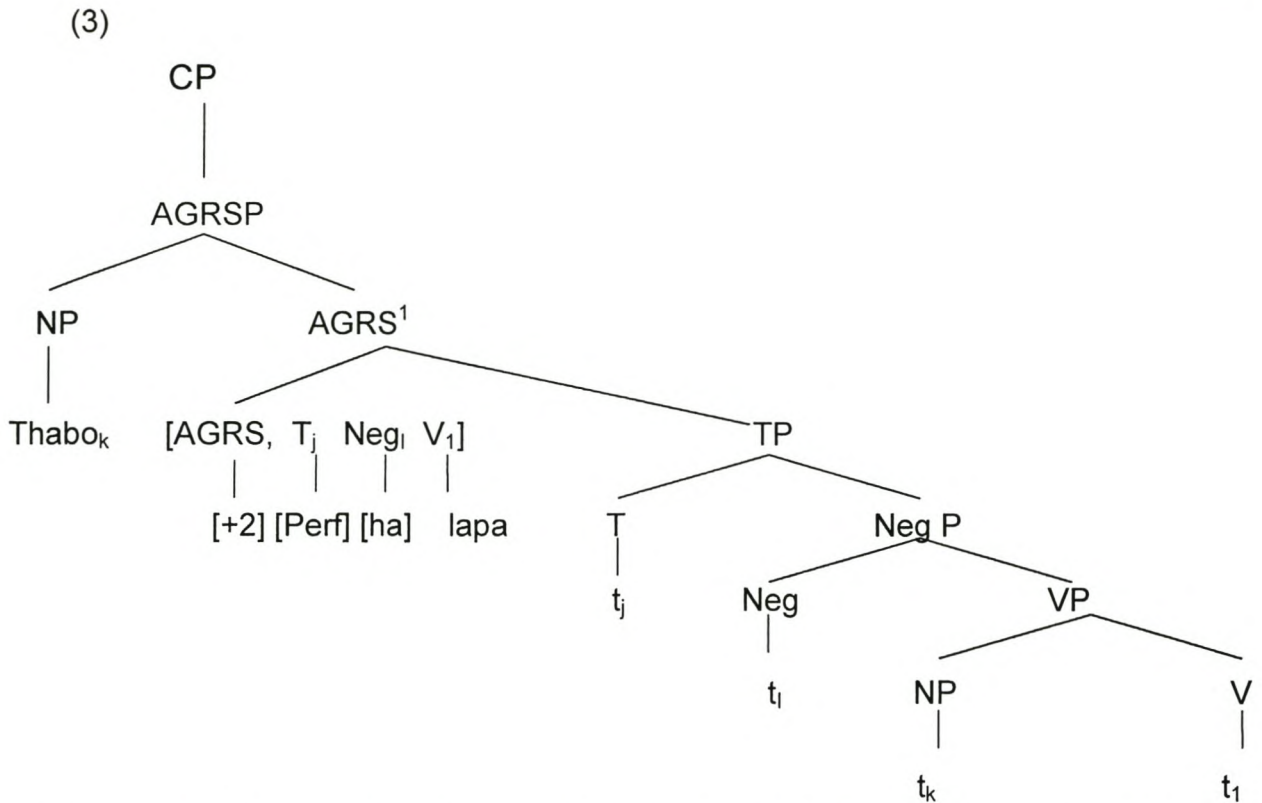 (3)
CP
AGRSP
NP AGRS¹
Thaboₖ [AGRS, Tⱼ Negₗ V₁] TP
[+2] [Perf] [ha] lapa T Neg P
tⱼ Neg VP
tₗ NP V
tₖ t₁